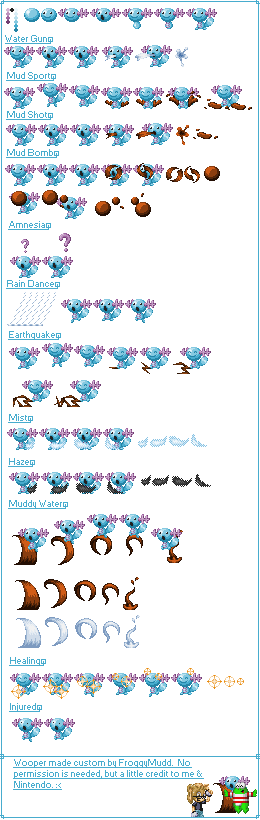 Water Gun
Mud Sport
Mud Shot
Mud Bomb
Amnesia
? ?
Rain Dance
Earthquake
Mist
Haze
Muddy Water
Healing
Injured
Wooper made custom by FroggyMudd. No
permission is needed, but a little credit to me &
Nintendo. :<